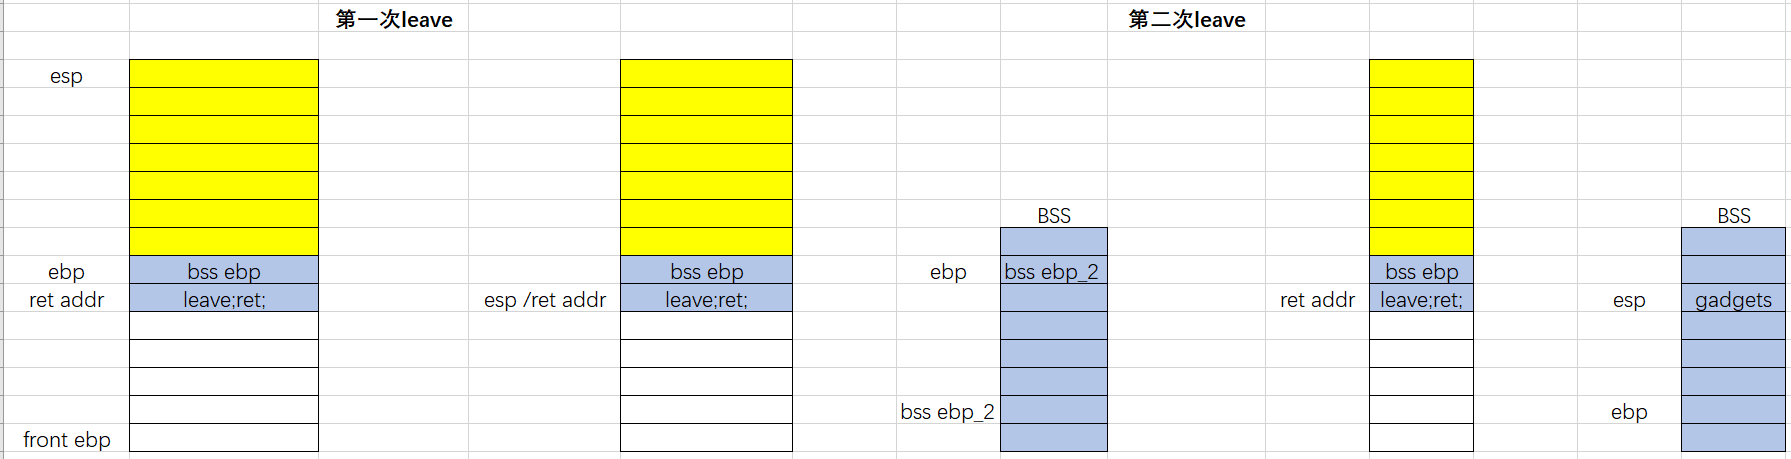 第一次leave 第二次leave
esp
BSS BSS
ebp bss ebp bss ebp ebp bss ebp_2 bss ebp
ret addr leave;ret; esp /ret addr leave;ret; ret addr leave;ret; esp gadgets
bss ebp_2 ebp
front ebp